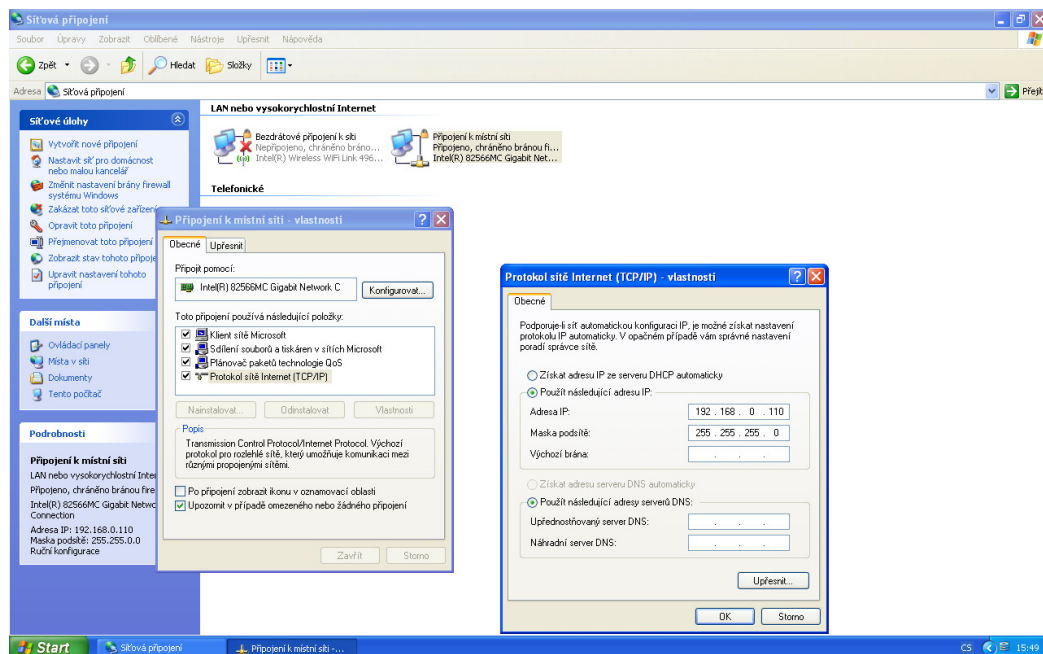 Síťová připojení
Soubor Úpravy Zobrazit Oblíbené Nástroje Upřesnit Nápověda
Zpět Hledat Složky
Adresa Síťová připojení Přejít
Síťové úlohy
Vytvořit nové připojení
Nastavit síť pro domácnost
nebo malou kancelář
Změnit nastavení brány firewall
systému Windows
Zakázat toto síťové zařízení
Opravit toto připojení
Přejmenovat toto připojení
Zobrazit stav tohoto připoje
Upravit nastavení tohoto
připojení
Další místa
Ovládací panely
Místa v síti
Dokumenty
Tento počítač
Podrobnosti
Připojení k místní síti
LAN nebo vysokorychlostní Inter
Připojeno, chráněno bránou fire
Intel(R) 82566MC Gigabit Netwo
Connection
Adresa IP: 192.168.0.110
Maska podsítě: 255.255.0.0
Ruční konfigurace
LAN nebo vysokorychlostní Internet
Bezdrátové připojení k síti
Nepřipojeno, chráněno bráno...
Intel(R) Wireless WiFi Link 496...
Připojení k místní síti
Připojeno, chráněno bránou fi...
Intel(R) 82566MC Gigabit Net...
Telefonické
Připojení k místní síti - vlastnosti
Obecné Upřesnit
Připojit pomocí:
Intel(R) 82566MC Gigabit Network C
Konfigurovat...
Toto připojení používá následující položky:
Klient sítě Microsoft
Sdílení souborů a tiskáren v sítích Microsoft
Plánovač paketů technologie QoS
Protokol sítě Internet (TCP/IP)
Nainstalovat... Odinstalovat Vlastnosti
Popis
Transmission Control Protocol/Internet Protocol. Výchozí
protokol pro rozlehlé sítě, který umožňuje komunikaci mezi
různými propojenými sítěmi.
Po připojení zobrazit ikonu v oznamovací oblasti
Upozornit v případě omezeného nebo žádného připojení
Zavřít Storno
Protokol sítě Internet (TCP/IP) - vlastnosti
Obecné
Podporuje-li síť automatickou konfiguraci IP, je možné získat nastavení
protokolu IP automaticky. V opačném případě vám správné nastavení
poradí správce sítě.
Získat adresu IP ze serveru DHCP automaticky
Použít následující adresu IP:
Adresa IP: 192 . 168 . 0 . 110
Maska podsítě: 255 . 255 . 255 . 0
Výchozí brána: . . .
Získat adresu serveru DNS automaticky
Použít následující adresy serverů DNS:
Upřednostňovaný server DNS: . . .
Náhradní server DNS: . . .
Upřesnit...
OK Storno
Start Síťová připojení Připojení k místní síti -... CS 15:49